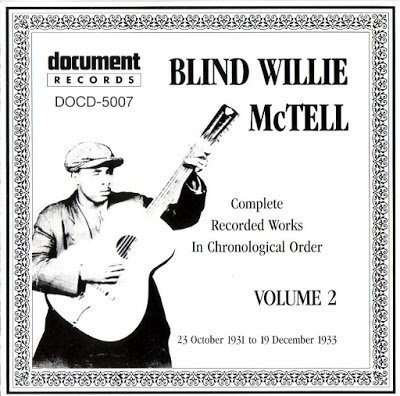 document
RECORDS
DOCD-5007
BLIND WILLIE
McTELL
Complete
Recorded Works
In Chronological Order
VOLUME 2
23 October 1931 to 19 December 1933